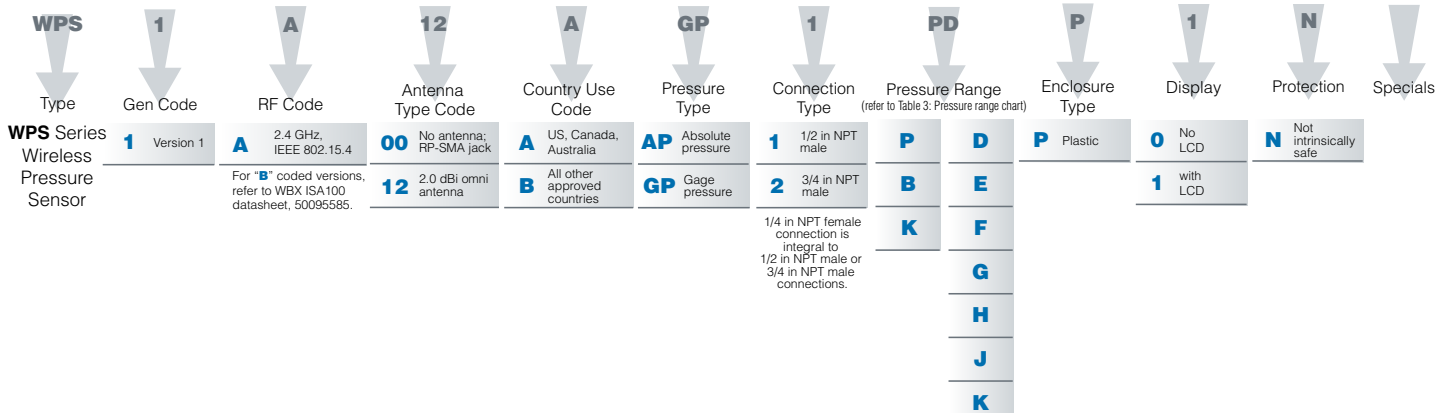 WPS 1 A 12 A GP 1 PD P 1 N
Type
Gen Code
RF Code
Antenna
Type Code
Country Use
Code
Pressure
Type
Connection
Type
Pressure Range
(refer to Table 3: Pressure range chart)
Enclosure
Type
Display
Protection
Specials
WPS Series
Wireless
Pressure
Sensor
1 Version 1
A 2.4 GHz,
IEEE 802.15.4
For “B” coded versions,
refer to WBX ISA100
datasheet, 50095585.
00 No antenna;
RP-SMA jack
12 2.0 dBi omni
antenna
A US, Canada,
Australia
B All other
approved
countries
AP Absolute
pressure
GP Gage
pressure
1 1/2 in NPT
male
2 3/4 in NPT
male
1/4 in NPT female
connection is
integral to
1/2 in NPT male or
3/4 in NPT male
connections.
P
B
K
D
E
F
G
H
J
K
P Plastic
0 No
LCD
1 with
LCD
N Not
intrinsically
safe